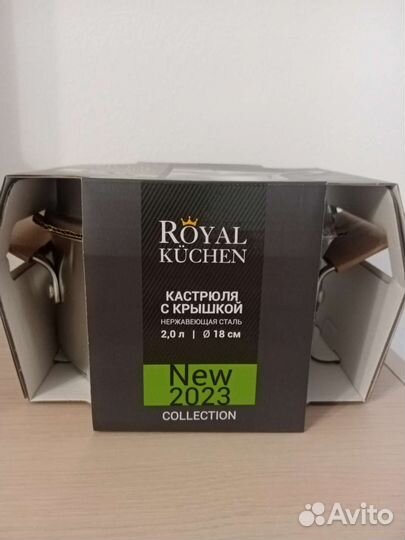 ROYAL
KÜCHEN
КАСТРЮЛЯ
С КРЫШКОЙ
НЕРЖАВЕЮЩАЯ СТАЛЬ
2,0 л | Ø 18 см
New
2023
COLLECTION
Avito